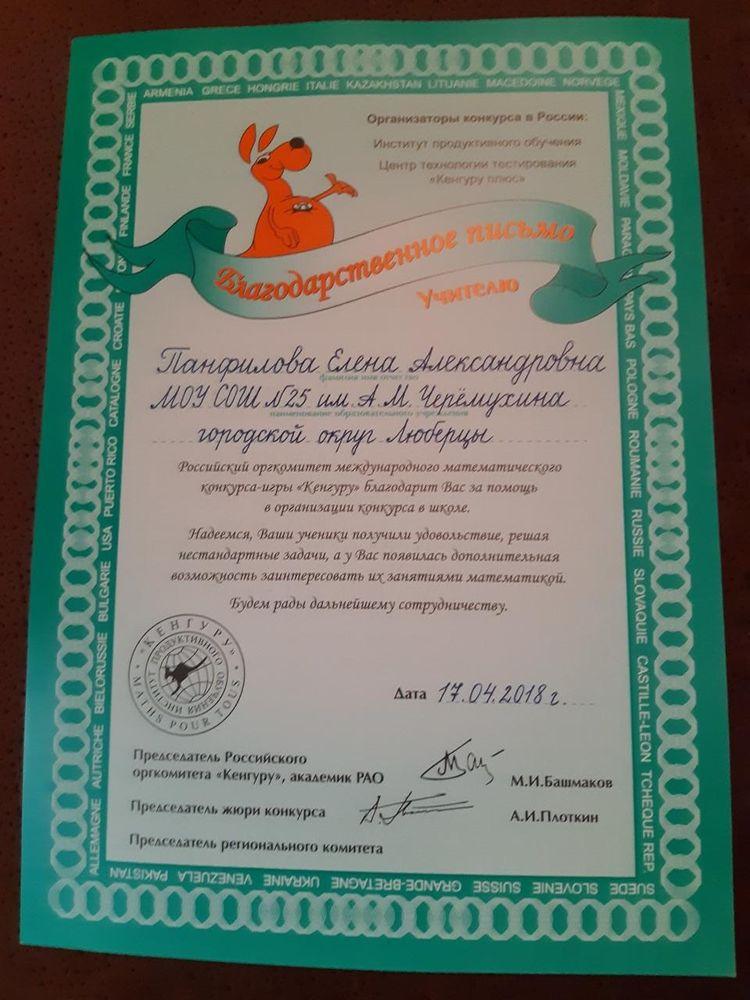 ARMENIA GRECE HONGRIE ITALIE KAZAKHSTAN LITUANIE MACEDOINE NORVEGE
Организаторы конкурса в России:
Институт продуктивного обучения
Центр технологии тестирования
«Кенгуру плюс»
Благодарственное письмо
Учителю
Панфилова Елена Александровна
фамилия имя отчество
МОУ СОШ №25 им. А.М. Черёмухина
наименование образовательного учреждения
городской округ Люберцы
Российский оргкомитет международного математического
конкурса-игры «Кенгуру» благодарит Вас за помощь
в организации конкурса в школе.
Надеемся, Ваши ученики получили удовольствие, решая
нестандартные задачи, а у Вас появилась дополнительная
возможность заинтересовать их занятиями математикой.
Будем рады дальнейшему сотрудничеству.
«КЕНГУРУ»
ИНСТИТУТ ПРОДУКТИВНОГО ОБУЧЕНИЯ
MATHS POUR TOUS
Дата 17.04.2018 г.
Председатель Российского
оргкомитета «Кенгуру», академик РАО
М.И.Башмаков
Председатель жюри конкурса
А.И.Плоткин
Председатель регионального комитета
MEXIQUE MOLDAVIE PAYS BAS POLOGNE ROUMANIE RUSSIE SLOVAQUIE CASTILLE-LEON TCHEQUE REP.
SUEDE SLOVENIE SUISSE GRANDE-BRETAGNE UKRAINE VENEZUELA PAKISTAN
ALLEMAGNE AUTRICHE BIELORUSSIE BULGARIE USA PUERTO RICO CATALOGNE CROATIE FINLANDE FRANCE SERBIE